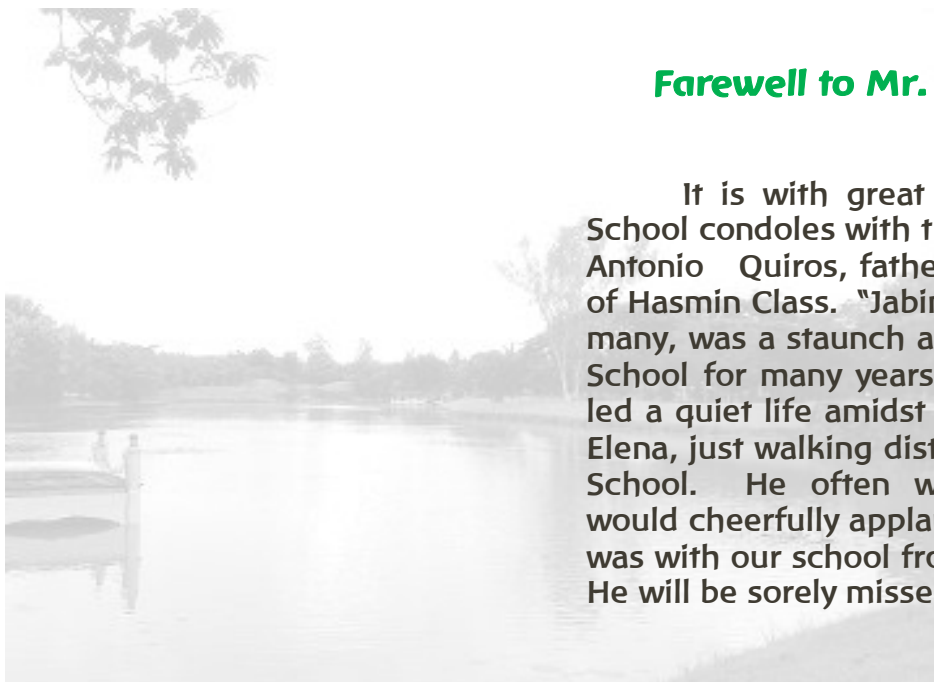 Farewell to Mr.
It is with great
School condoles with t
Antonio Quiros, fathe
of Hasmin Class. “Jabin
many, was a staunch a
School for many years
led a quiet life amidst
Elena, just walking dist
School. He often w
would cheerfully appla
was with our school fro
He will be sorely misse